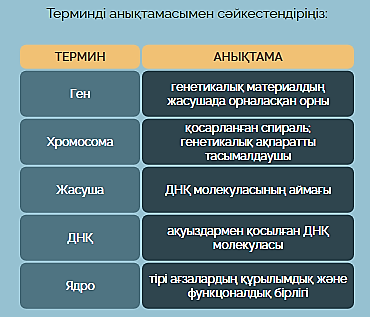 Терминді анықтамасымен сәйкестендіріңіз:
ТЕРМИН
АНЫҚТАМА
Ген
генетикалық материалдың
жасушада орналасқан орны
Хромосома
қосарланған спираль;
генетикалық ақпаратты
тасымалдаушы
Жасуша
ДНҚ молекуласының аймағы
ДНҚ
ақуыздармен қосылған ДНҚ
молекуласы
Ядро
тірі ағзалардың құрылымдық және
функционалдық бірлігі